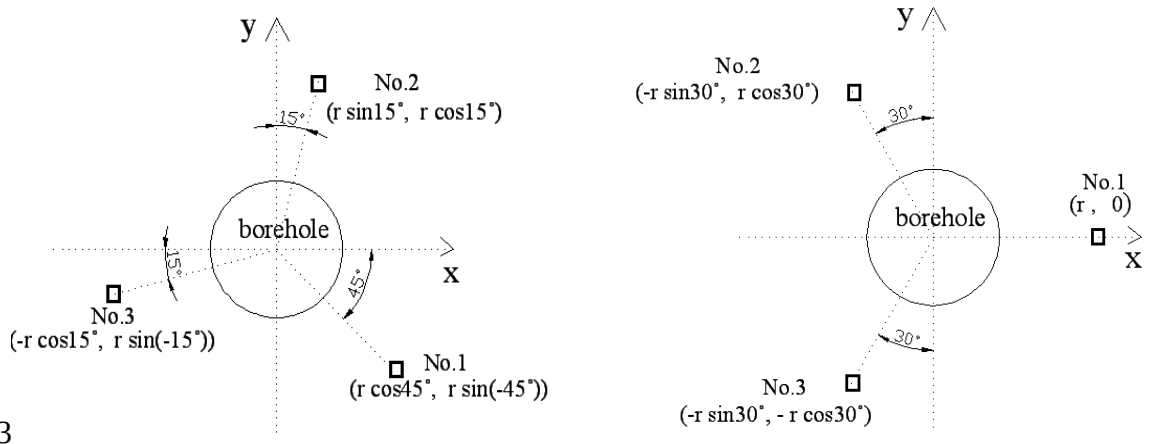 y
No.2
(r sin15°, r cos15°)
15°
borehole
x
15°
45°
No.3
(-r cos15°, r sin(-15°))
No.1
(r cos45°, r sin(-45°))
y
No.2
(-r sin30°, r cos30°)
30°
No.1
(r , 0)
borehole
x
30°
No.3
(-r sin30°, - r cos30°)
3